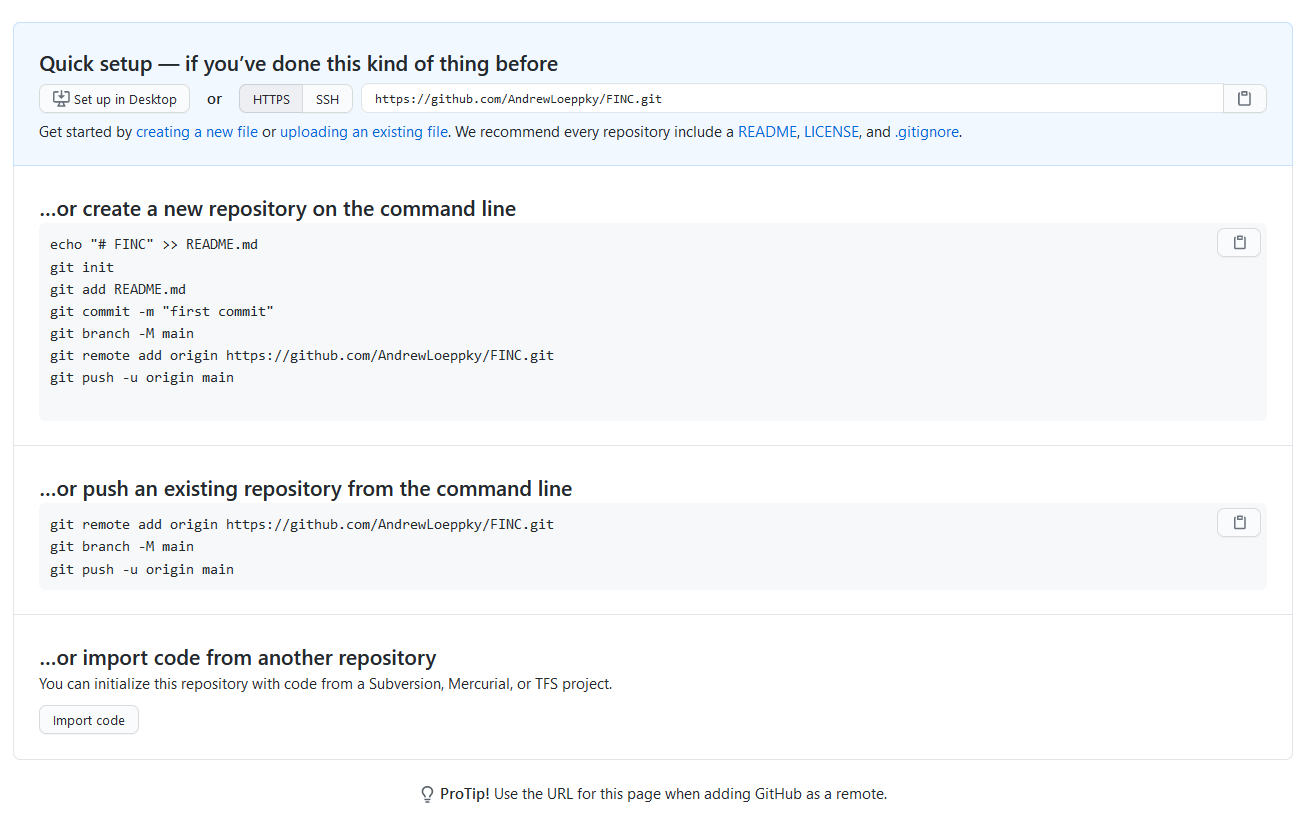 Quick setup — if you’ve done this kind of thing before
Set up in Desktop or HTTPS SSH https://github.com/AndrewLoeppky/FINC.git
Get started by creating a new file or uploading an existing file. We recommend every repository include a README, LICENSE, and .gitignore.
…or create a new repository on the command line
echo "# FINC" >> README.md
git init
git add README.md
git commit -m "first commit"
git branch -M main
git remote add origin https://github.com/AndrewLoeppky/FINC.git
git push -u origin main
…or push an existing repository from the command line
git remote add origin https://github.com/AndrewLoeppky/FINC.git
git branch -M main
git push -u origin main
…or import code from another repository
You can initialize this repository with code from a Subversion, Mercurial, or TFS project.
Import code
ProTip! Use the URL for this page when adding GitHub as a remote.